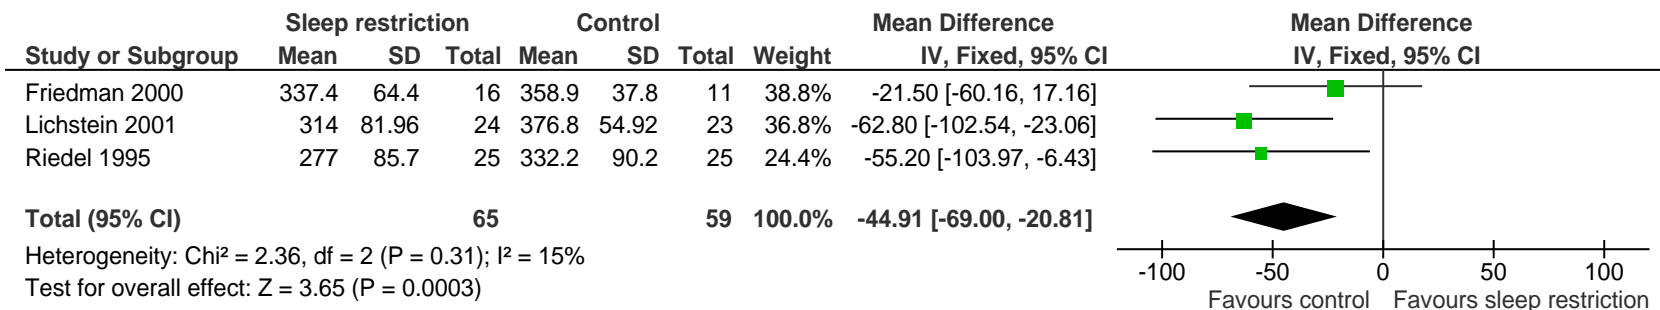 Sleep restriction Control Mean Difference Mean Difference
Study or Subgroup Mean SD Total Mean SD Total Weight IV, Fixed, 95% CI IV, Fixed, 95% CI
Friedman 2000 337.4 64.4 16 358.9 37.8 11 38.8% -21.50 [-60.16, 17.16]
Lichstein 2001 314 81.96 24 376.8 54.92 23 36.8% -62.80 [-102.54, -23.06]
Riedel 1995 277 85.7 25 332.2 90.2 25 24.4% -55.20 [-103.97, -6.43]
Total (95% CI) 65 59 100.0% -44.91 [-69.00, -20.81]
Heterogeneity: Chi² = 2.36, df = 2 (P = 0.31); I² = 15%
Test for overall effect: Z = 3.65 (P = 0.0003)
-100 -50 0 50 100
Favours control Favours sleep restriction